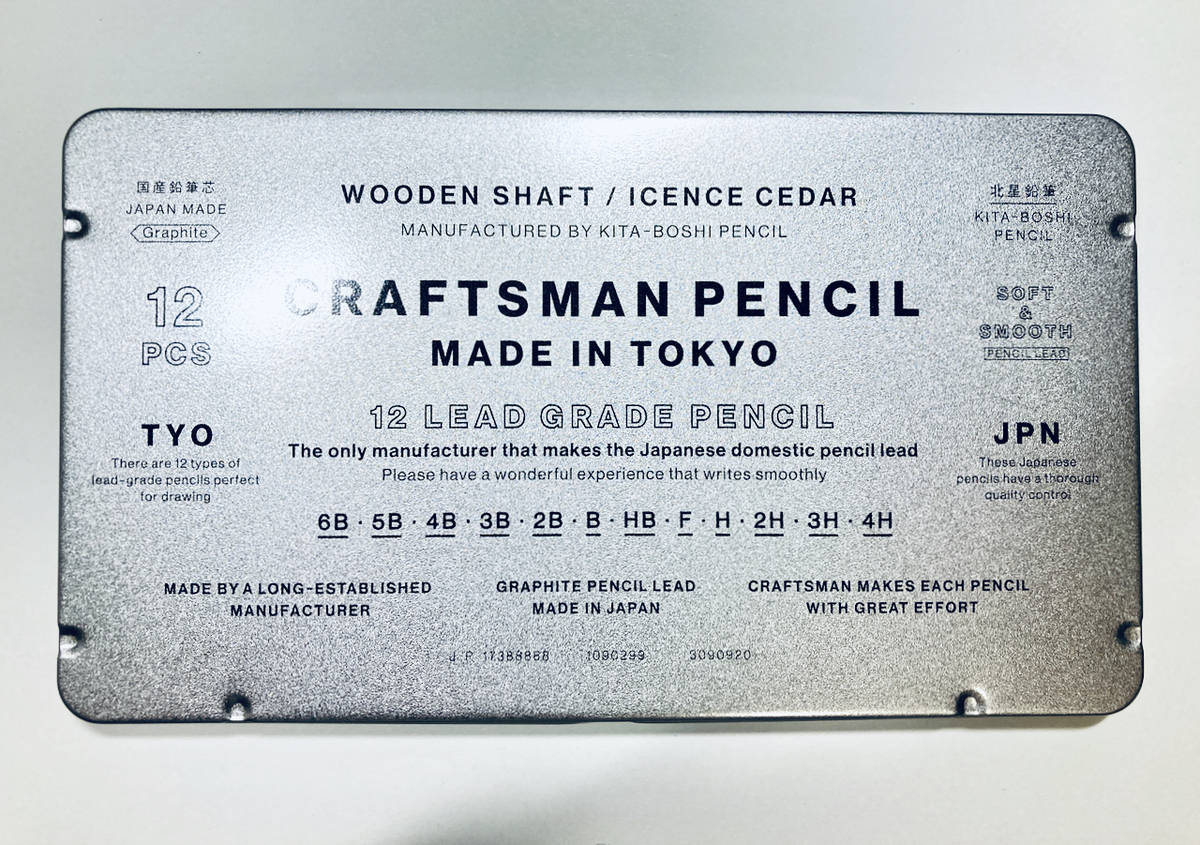 国産鉛筆芯
JAPAN MADE
Graphite
12
PCS
TYO
There are 12 types of
lead-grade pencils perfect
for drawing
WOODEN SHAFT / ICENCE CEDAR
MANUFACTURED BY KITA-BOSHI PENCIL
CRAFTSMAN PENCIL
MADE IN TOKYO
12 LEAD GRADE PENCIL
The only manufacturer that makes the Japanese domestic pencil lead
Please have a wonderful experience that writes smoothly
6B · 5B · 4B · 3B · 2B · B · HB · F · H · 2H · 3H · 4H
北星鉛筆
KITA-BOSHI
PENCIL
SOFT
&
SMOOTH
PENCIL LEAD
JPN
These Japanese
pencils have a thorough
quality control
MADE BY A LONG-ESTABLISHED
MANUFACTURER
GRAPHITE PENCIL LEAD
MADE IN JAPAN
CRAFTSMAN MAKES EACH PENCIL
WITH GREAT EFFORT
3090920